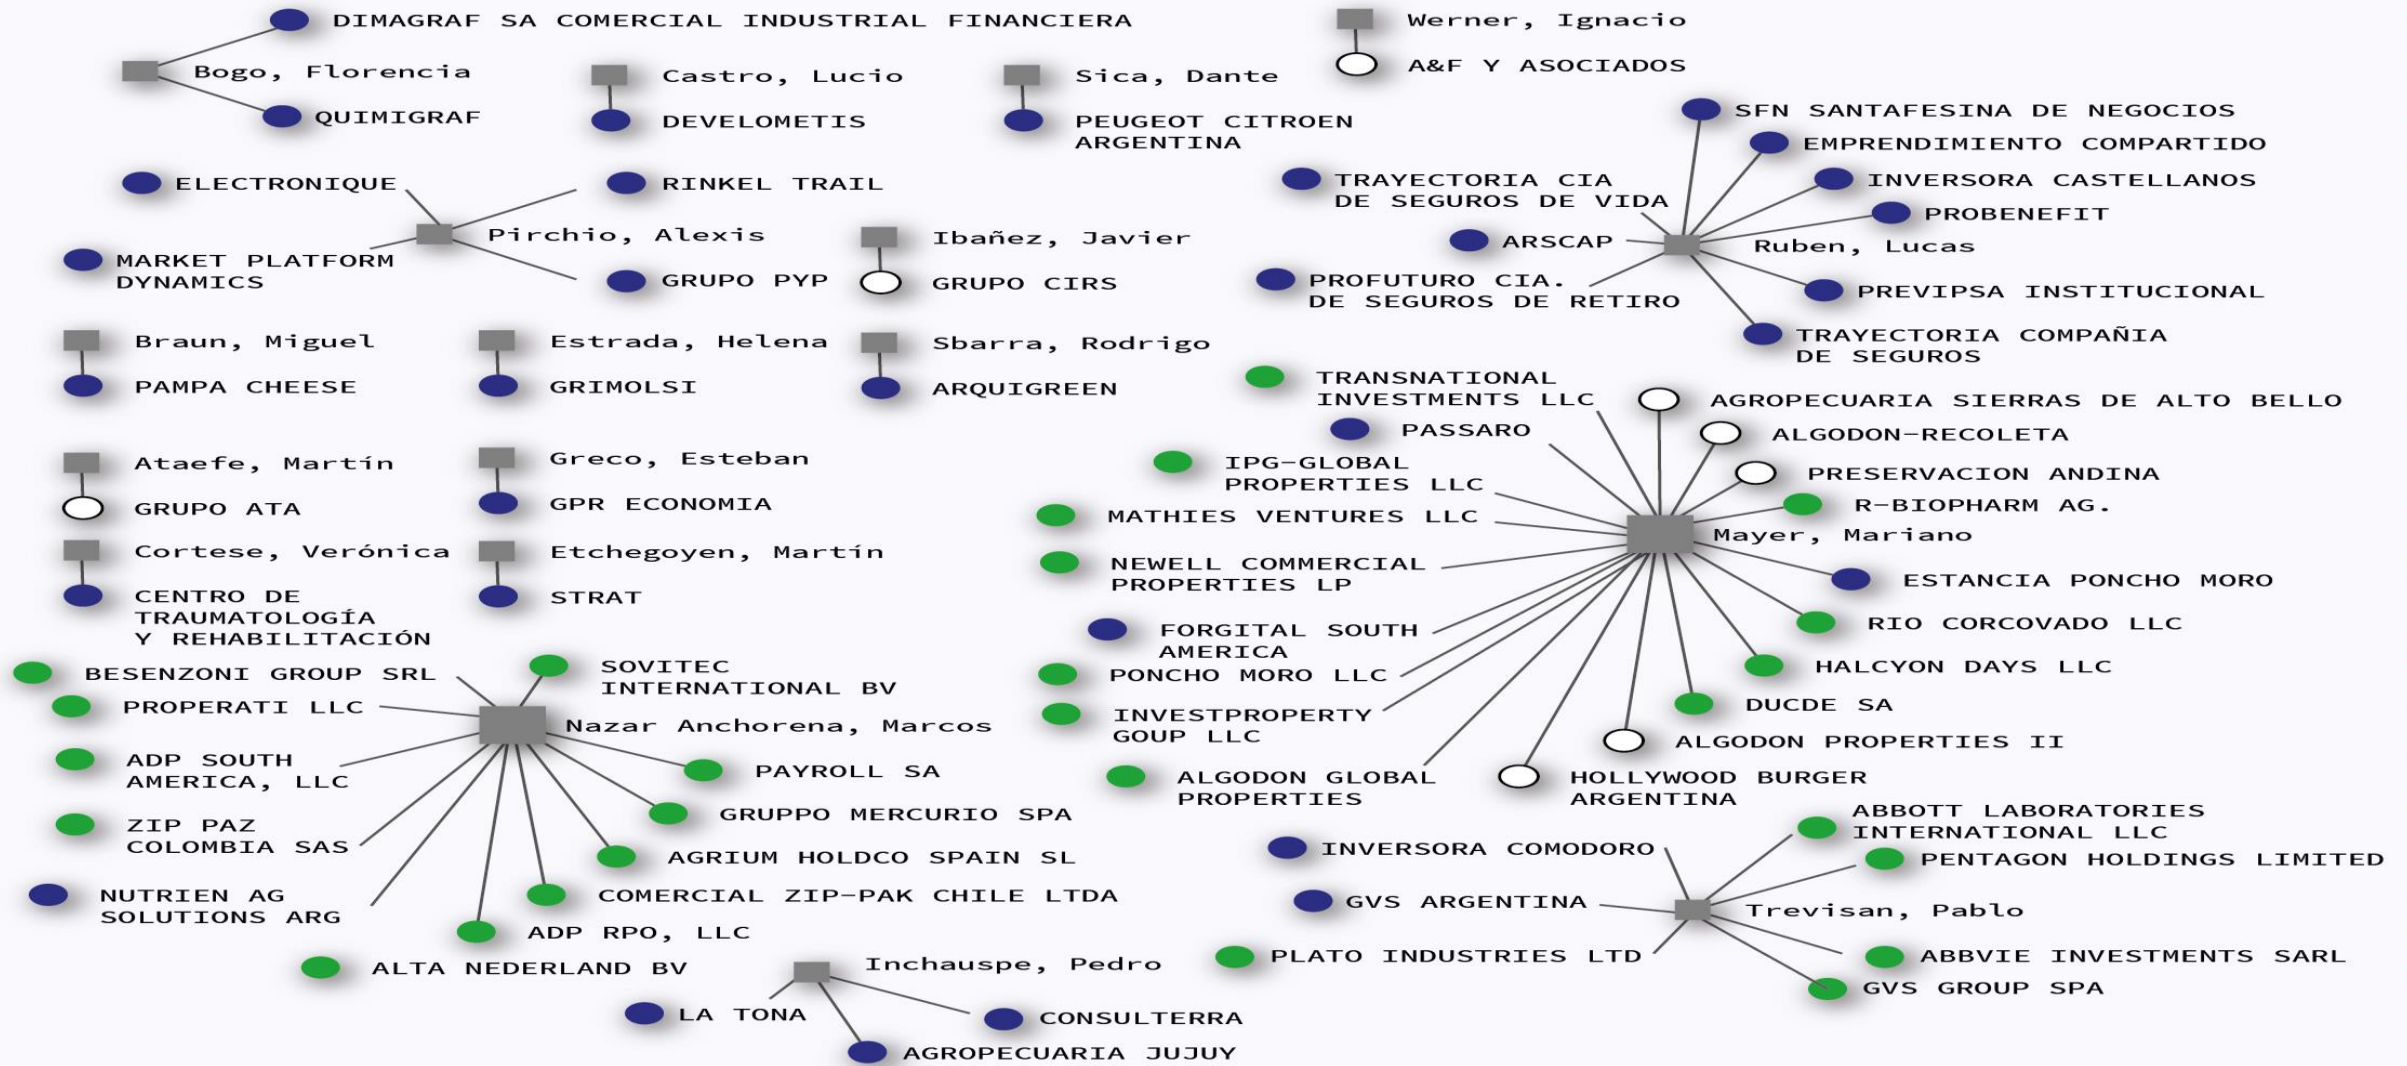 DIMAGRAF SA COMERCIAL INDUSTRIAL FINANCIERA
Bogo, Florencia
QUIMIGRAF
Castro, Lucio
DEVELOMETIS
Sica, Dante
PEUGEOT CITROEN
ARGENTINA
Werner, Ignacio
A&F Y ASOCIADOS
ELECTRONIQUE
RINKEL TRAIL
Pirchio, Alexis
MARKET PLATFORM
DYNAMICS
GRUPO PYP
Ibañez, Javier
GRUPO CIRS
SFN SANTAFESINA DE NEGOCIOS
EMPRENDIMIENTO COMPARTIDO
TRAYECTORIA CIA
DE SEGUROS DE VIDA
INVERSORA CASTELLANOS
PROBENEFIT
ARSCAP
Ruben, Lucas
PROFUTURO CIA.
DE SEGUROS DE RETIRO
PREVIPSA INSTITUCIONAL
TRAYECTORIA COMPAÑIA
DE SEGUROS
Braun, Miguel
PAMPA CHEESE
Estrada, Helena
GRIMOLSI
Sbarra, Rodrigo
ARQUIGREEN
Ataefe, Martín
GRUPO ATA
Greco, Esteban
GPR ECONOMIA
Cortese, Verónica
CENTRO DE
TRAUMATOLOGÍA
Y REHABILITACIÓN
Etchegoyen, Martín
STRAT
TRANSNATIONAL
INVESTMENTS LLC
AGROPECUARIA SIERRAS DE ALTO BELLO
PASSARO
ALGODON-RECOLETA
IPG-GLOBAL
PROPERTIES LLC
PRESERVACION ANDINA
MATHIES VENTURES LLC
R-BIOPHARM AG.
Mayer, Mariano
NEWELL COMMERCIAL
PROPERTIES LP
ESTANCIA PONCHO MORO
FORGITAL SOUTH
AMERICA
RIO CORCOVADO LLC
PONCHO MORO LLC
HALCYON DAYS LLC
INVESTPROPERTY
GOUP LLC
DUCDE SA
ALGODON PROPERTIES II
ALGODON GLOBAL
PROPERTIES
HOLLYWOOD BURGER
ARGENTINA
BESENZONI GROUP SRL
SOVITEC
INTERNATIONAL BV
PROPERATI LLC
Nazar Anchorena, Marcos
ADP SOUTH
AMERICA, LLC
PAYROLL SA
ZIP PAZ
COLOMBIA SAS
GRUPPO MERCURIO SPA
AGRIUM HOLDCO SPAIN SL
NUTRIEN AG
SOLUTIONS ARG
COMERCIAL ZIP-PAK CHILE LTDA
ADP RPO, LLC
ALTA NEDERLAND BV
Inchauspe, Pedro
LA TONA
CONSULTERRA
AGROPECUARIA JUJUY
ABBOTT LABORATORIES
INTERNATIONAL LLC
INVERSORA COMODORO
PENTAGON HOLDINGS LIMITED
GVS ARGENTINA
Trevisan, Pablo
PLATO INDUSTRIES LTD
ABBVIE INVESTMENTS SARL
GVS GROUP SPA